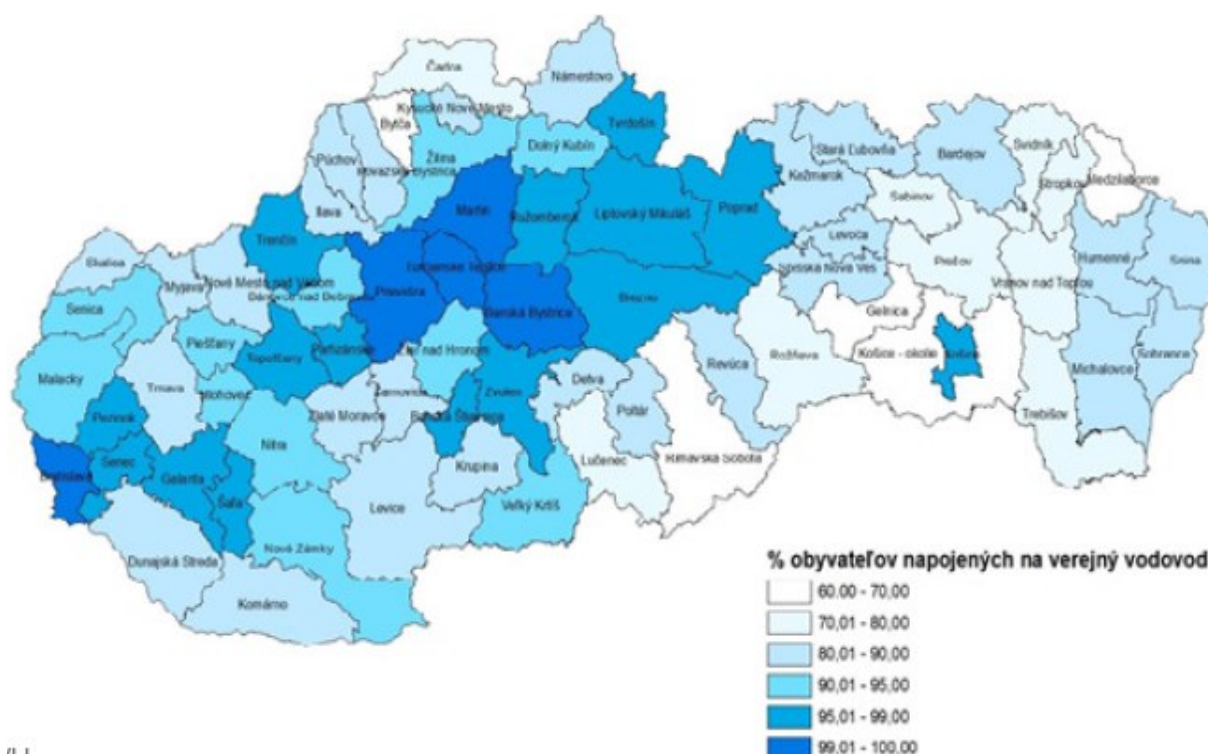 Námestovo
Čadca
Kysucké Nové Mesto
Bytča
Tvrdošín
Dolný Kubín
Žilina
Púchov
Považská Bystrica
Ilava
Stará Ľubovňa
Bardejov
Svidník
Kežmarok
Stropkov
Medzilaborce
Sabinov
Martin
Ružomberok
Liptovský Mikuláš
Poprad
Levoča
Trenčín
Spišská Nová Ves
Prešov
Humenné
Snina
Skalica
Myjava
Nové Mesto nad Váhom
Turčianske Teplice
Vranov nad Topľou
Bánovce nad Bebravou
Prievidza
Senica
Banská Bystrica
Brezno
Gelnica
Piešťany
Topoľčany
Partizánske
Žiar nad Hronom
Revúca
Rožňava
Košice - okolie
Košice
Sobrance
Malacky
Trnava
Hlohovec
Detva
Michalovce
Žarnovica
Zvolen
Zlaté Moravce
Banská Štiavnica
Poltár
Trebišov
Pezinok
Nitra
Lučenec
Rimavská Sobota
Krupina
Bratislava
Senec
Galanta
Šaľa
Levice
Veľký Krtíš
Nové Zámky
Dunajská Streda
Komárno
% obyvateľov napojených na verejný vodovod
60.00 - 70,00
70,01 - 80,00
80,01 - 90,00
90,01 - 95,00
95,01 - 99,00
99,01 - 100,00